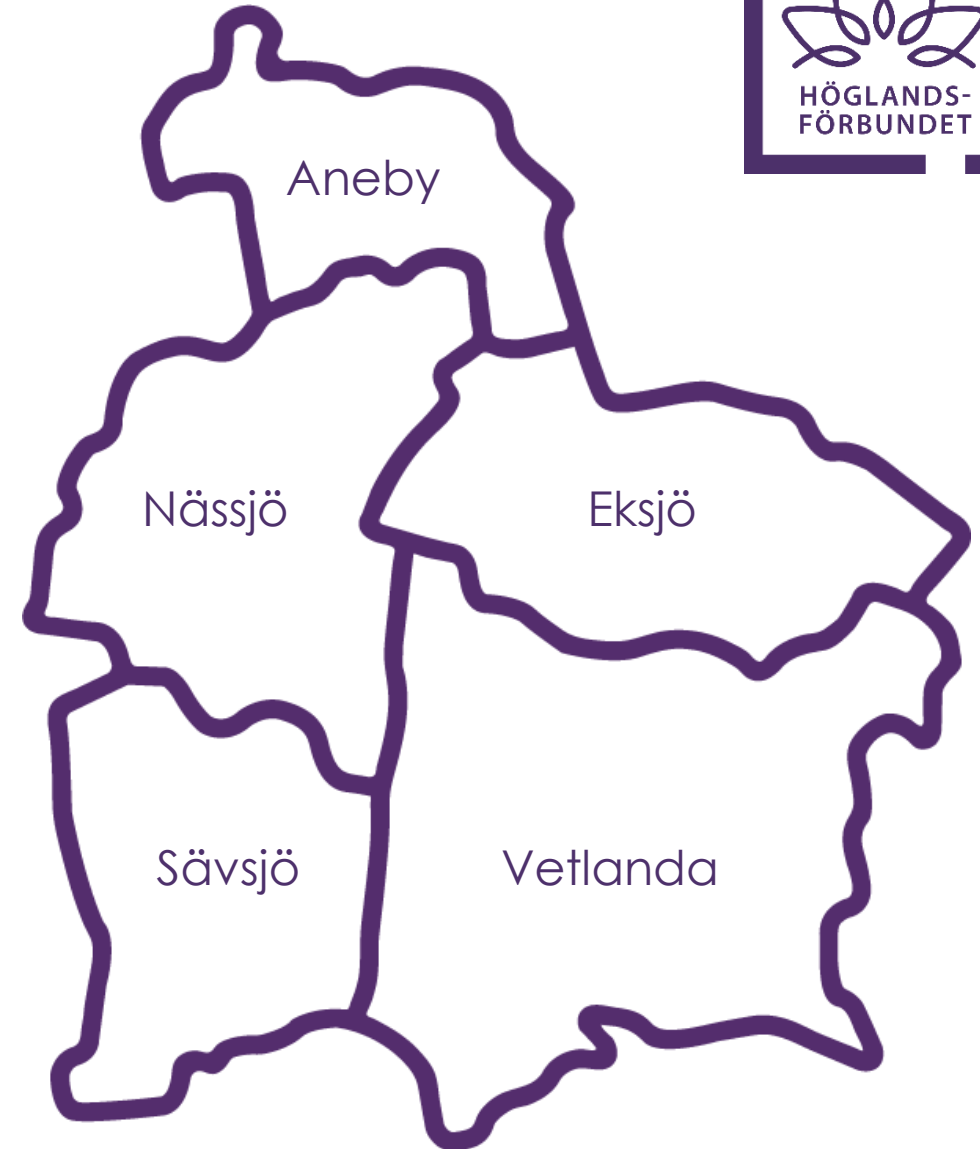 HÖGLANDS-
FÖRBUNDET
Aneby
Nässjö
Eksjö
Sävsjö
Vetlanda